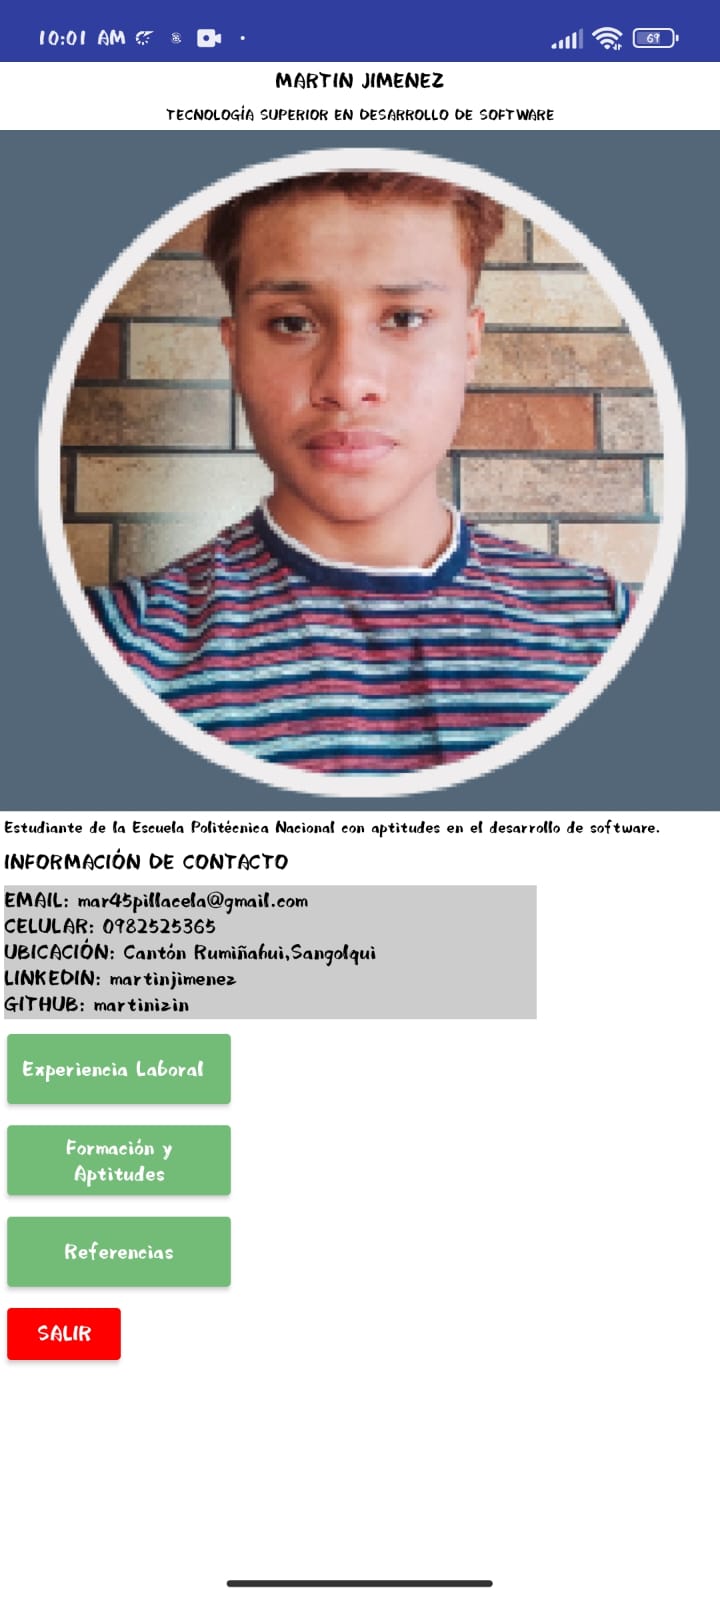 10:01 AM
69
MARTIN JIMENEZ
TECNOLOGÍA SUPERIOR EN DESARROLLO DE SOFTWARE
Estudiante de la Escuela Politécnica Nacional con aptitudes en el desarrollo de software.
INFORMACIÓN DE CONTACTO
EMAIL: mar45pillacela@gmail.com
CELULAR: 0982525365
UBICACIÓN: Cantón Rumiñahui,Sangolqui
LINKEDIN: martinjimenez
GITHUB: martinizin
Experiencia Laboral
Formación y
Aptitudes
Referencias
SALIR